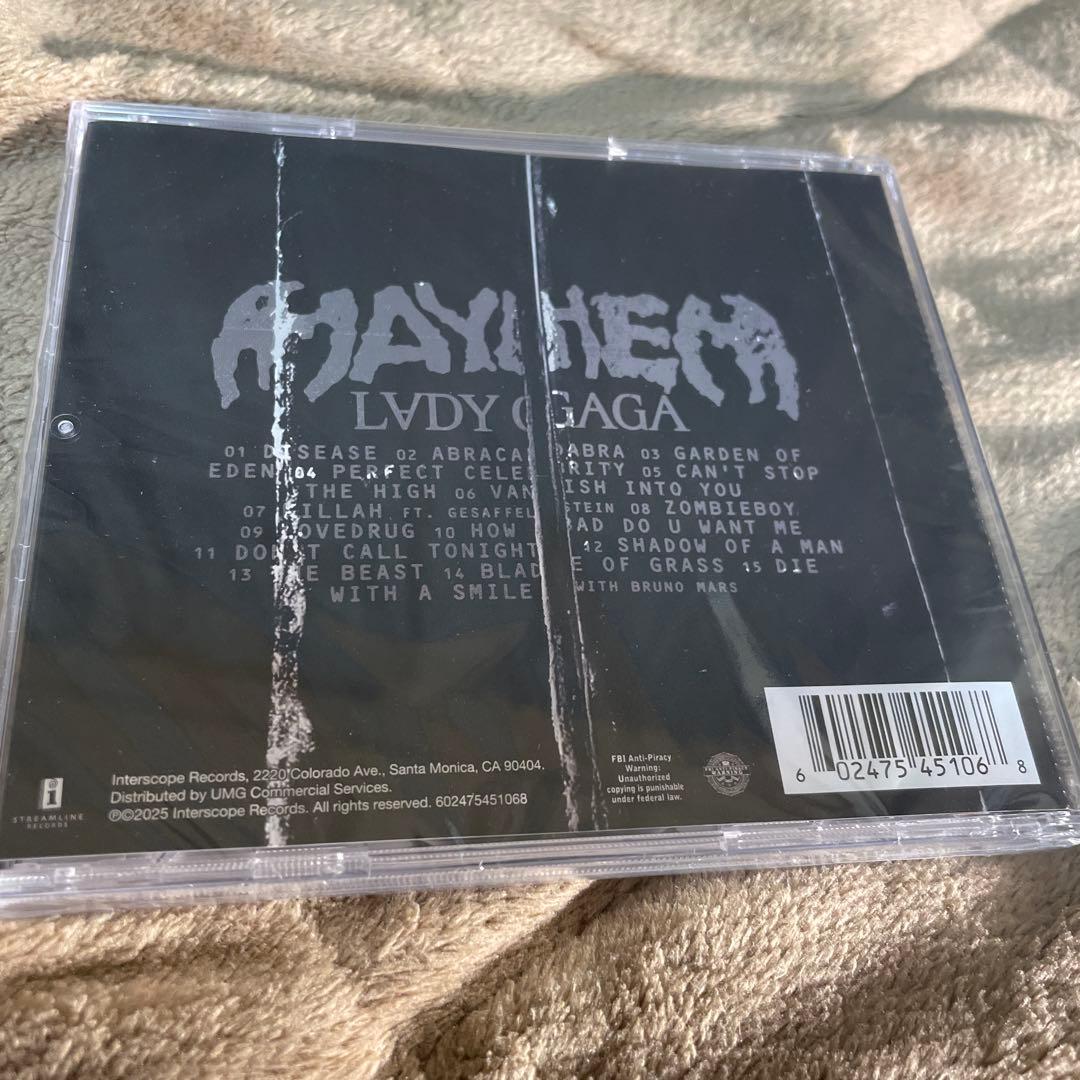 MAYHEM
LADY GAGA
01 DISEASE 02 ABRACADABRA 03 GARDEN OF
EDEN 04 PERFECT CELEBRITY 05 CAN'T STOP
THE HIGH 06 VANISH INTO YOU
07 KILLAH FT. GESAFFELSTEIN 08 ZOMBIEBOY
09 LOVEDRUG 10 HOW BAD DO U WANT ME
11 DON'T CALL TONIGHT 12 SHADOW OF A MAN
13 THE BEAST 14 BLADE OF GRASS 15 DIE
WITH A SMILE WITH BRUNO MARS
Interscope Records, 2220 Colorado Ave., Santa Monica, CA 90404.
Distributed by UMG Commercial Services.
℗©2025 Interscope Records. All rights reserved. 602475451068
STREAMLINE
RECORDS
FBI Anti-Piracy
Warning:
Unauthorized
copying is punishable
under federal law.
6 02475 45106 8